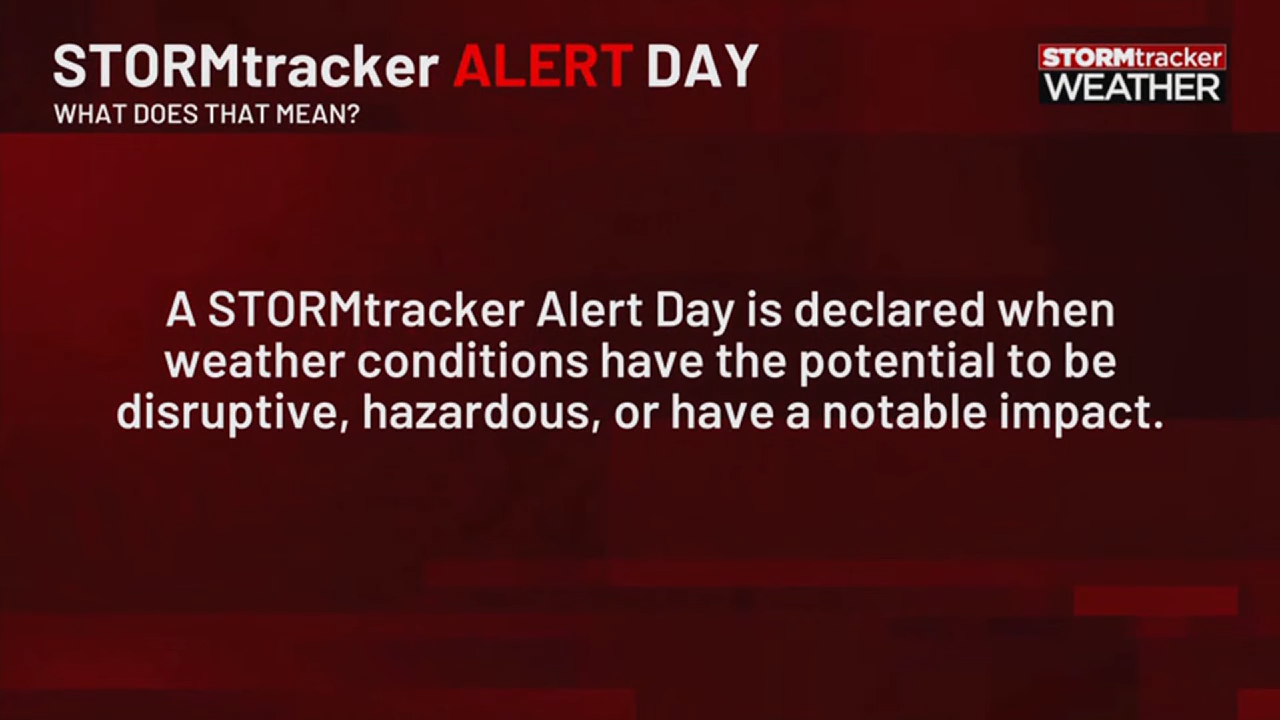 STORMtracker ALERT DAY
WHAT DOES THAT MEAN?
STORMtracker
WEATHER
A STORMtracker Alert Day is declared when
weather conditions have the potential to be
disruptive, hazardous, or have a notable impact.